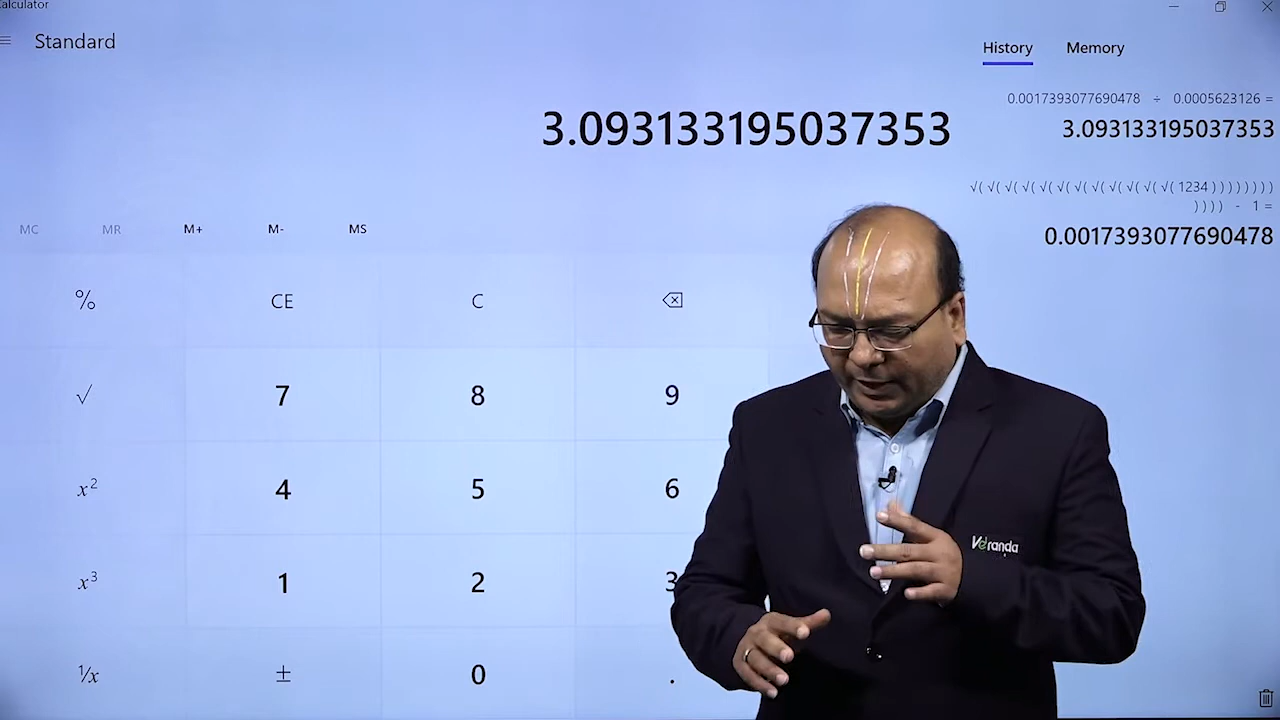 alculator
Standard
History Memory
0.0017393077690478 ÷ 0.0005623126 =
3.093133195037353
3.093133195037353
√( √( √( √( √( √( √( √( √( √( √( √( 1234 ) ) ) ) ) ) ) )
) ) ) ) - 1 =
0.0017393077690478
MC MR M+ M- MS
% CE C
√ 7 8 9
x² 4 5 6
x³ 1 2 3
¹/x ± 0 .
Veranda